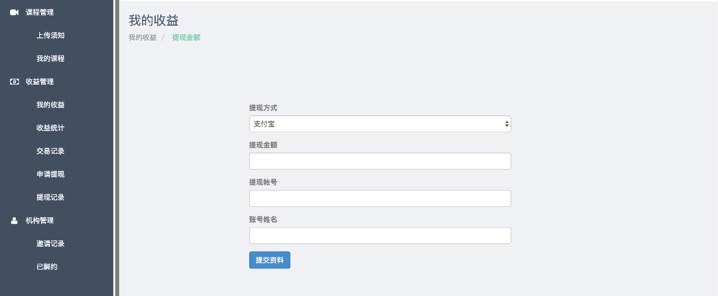 课程管理
上传须知
我的课程
收益管理
我的收益
收益统计
交易记录
申请提现
提现记录
机构管理
邀请记录
已解约
我的收益
我的收益 / 提现金额
提现方式
支付宝
提现金额
提现帐号
账号姓名
提交资料